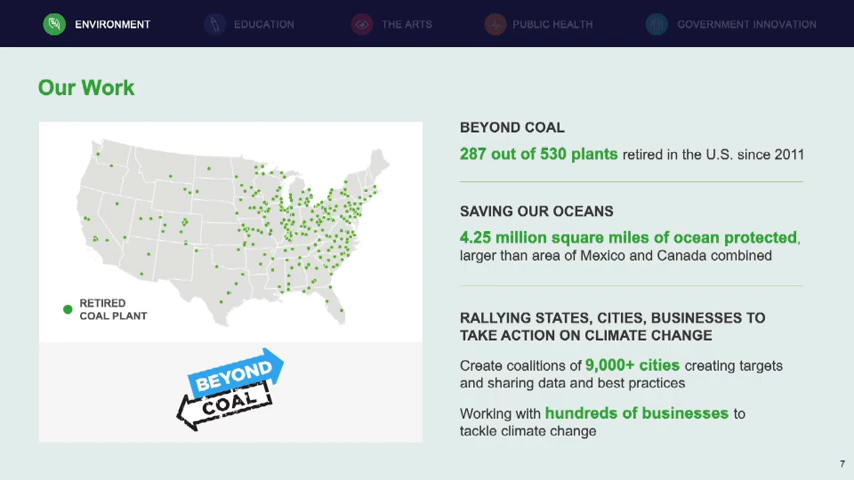 ENVIRONMENT
EDUCATION
THE ARTS
PUBLIC HEALTH
GOVERNMENT INNOVATION
Our Work
RETIRED
COAL PLANT
BEYOND
COAL
BEYOND COAL
287 out of 530 plants retired in the U.S. since 2011
SAVING OUR OCEANS
4.25 million square miles of ocean protected,
larger than area of Mexico and Canada combined
RALLYING STATES, CITIES, BUSINESSES TO
TAKE ACTION ON CLIMATE CHANGE
Create coalitions of 9,000+ cities creating targets
and sharing data and best practices
Working with hundreds of businesses to
tackle climate change
7